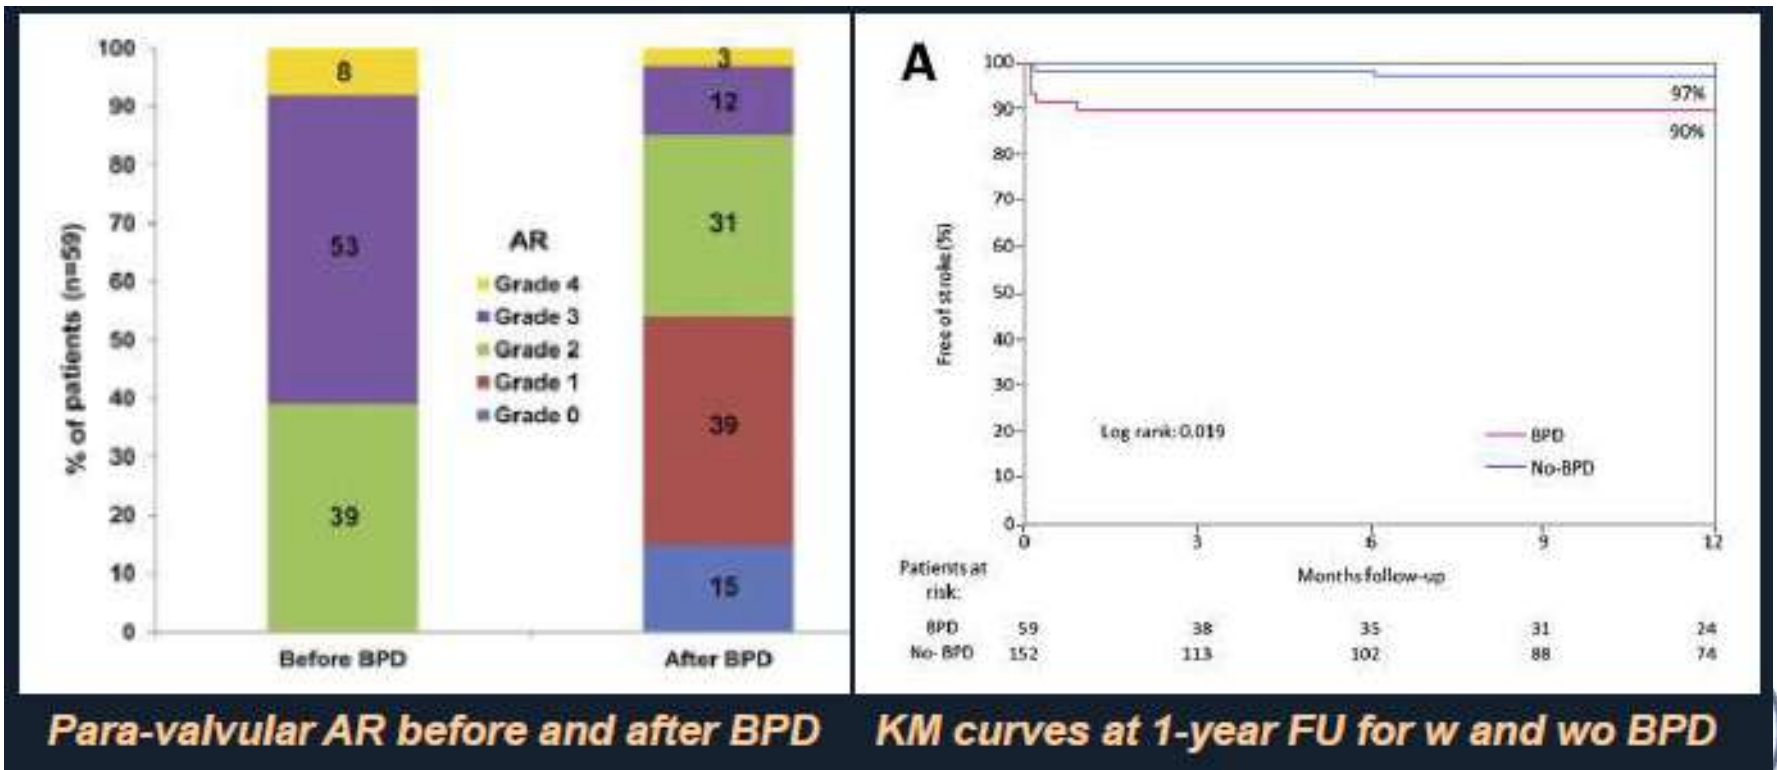 100
90
80
70
60
50
40
30
20
10
0
% of patients (n=59)
8
53
39
3
12
31
39
15
AR
Grade 4
Grade 3
Grade 2
Grade 1
Grade 0
Before BPD
After BPD
A
100
90
80
70
60
50
40
30
20
10
0
Free of stroke (%)
97%
90%
Log rank: 0.019
BPD
No-BPD
0 3 6 9 12
Months follow-up
Patients at
risk:
BPD 59 38 35 31 24
No- BPD 152 113 102 88 74
Para-valvular AR before and after BPD
KM curves at 1-year FU for w and wo BPD